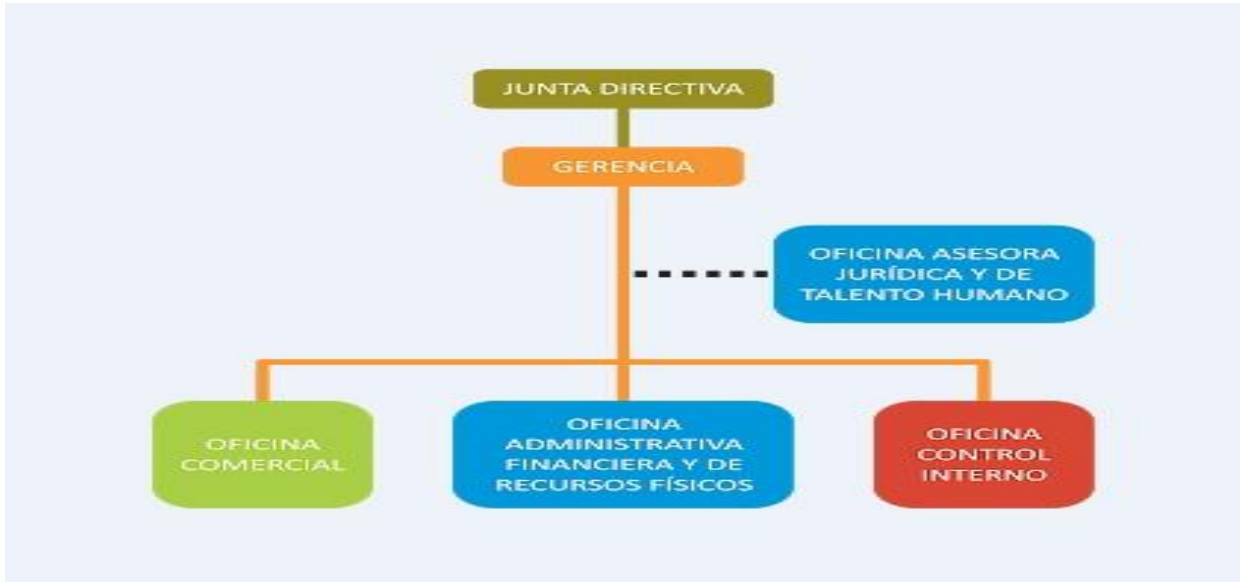 JUNTA DIRECTIVA
GERENCIA
OFICINA ASESORA
JURÍDICA Y DE
TALENTO HUMANO
OFICINA
COMERCIAL
OFICINA
ADMINISTRATIVA
FINANCIERA Y DE
RECURSOS FÍSICOS
OFICINA
CONTROL
INTERNO